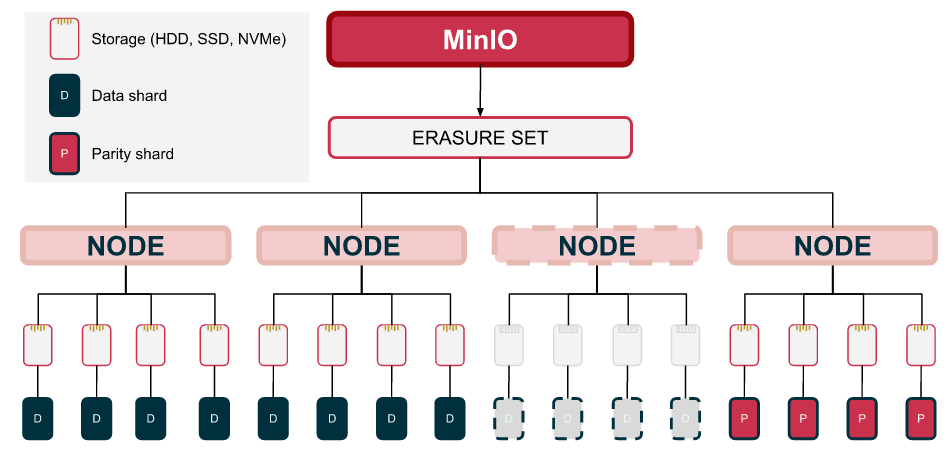 MinIO
Storage (HDD, SSD, NVMe)
D Data shard
P Parity shard
ERASURE SET
NODE NODE NODE NODE
D D D D D D D D D D D D P P P P